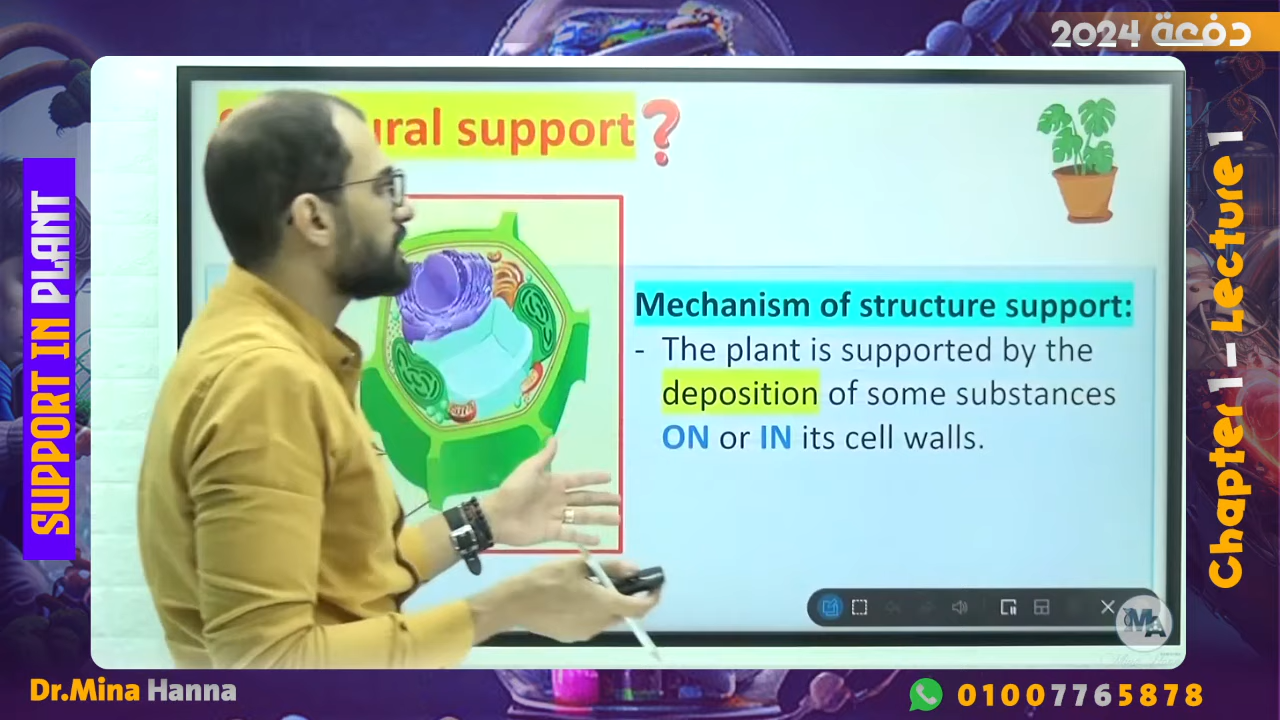 دفعة 2024
support?
Mechanism of structure support:
- The plant is supported by the
deposition of some substances
ON or IN its cell walls.
SUPPORT IN PLANT
Chapter 1 - Lecture 1
MA
Dr.Mina Hanna
01007765878